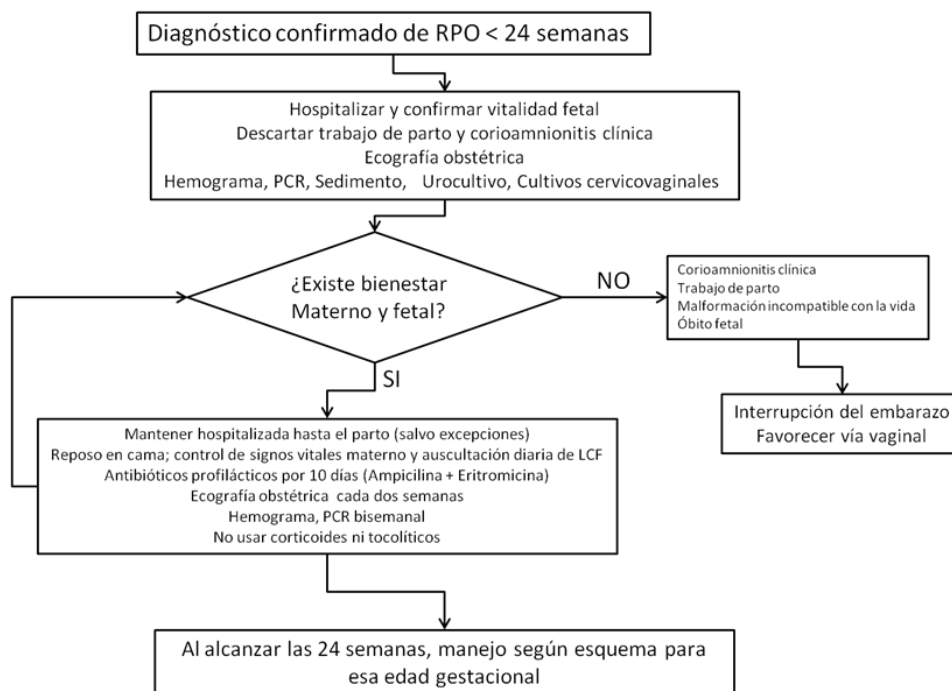 Diagnóstico confirmado de RPO < 24 semanas
Hospitalizar y confirmar vitalidad fetal
Descartar trabajo de parto y corioamnionitis clínica
Ecografía obstétrica
Hemograma, PCR, Sedimento, Urocultivo, Cultivos cervicovaginales
¿Existe bienestar
Materno y fetal?
NO
Corioamnionitis clínica
Trabajo de parto
Malformación incompatible con la vida
Óbito fetal
Interrupción del embarazo
Favorecer vía vaginal
SI
Mantener hospitalizada hasta el parto (salvo excepciones)
Reposo en cama; control de signos vitales materno y auscultación diaria de LCF
Antibióticos profilácticos por 10 días (Ampicilina + Eritromicina)
Ecografía obstétrica cada dos semanas
Hemograma, PCR bisemanal
No usar corticoides ni tocolíticos
Al alcanzar las 24 semanas, manejo según esquema para
esa edad gestacional